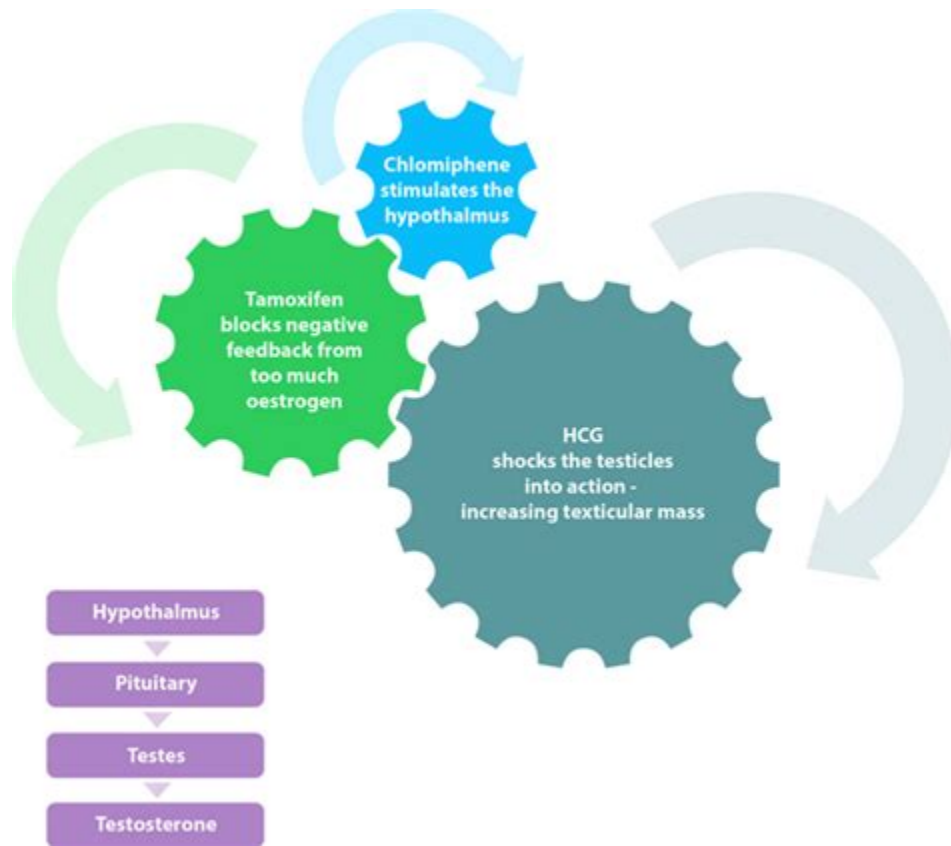 Chlomiphene
stimulates the
hypothalmus
Tamoxifen
blocks negative
feedback from
too much
oestrogen
HCG
shocks the testicles
into action -
increasing texticular mass
Hypothalmus
Pituitary
Testes
Testosterone